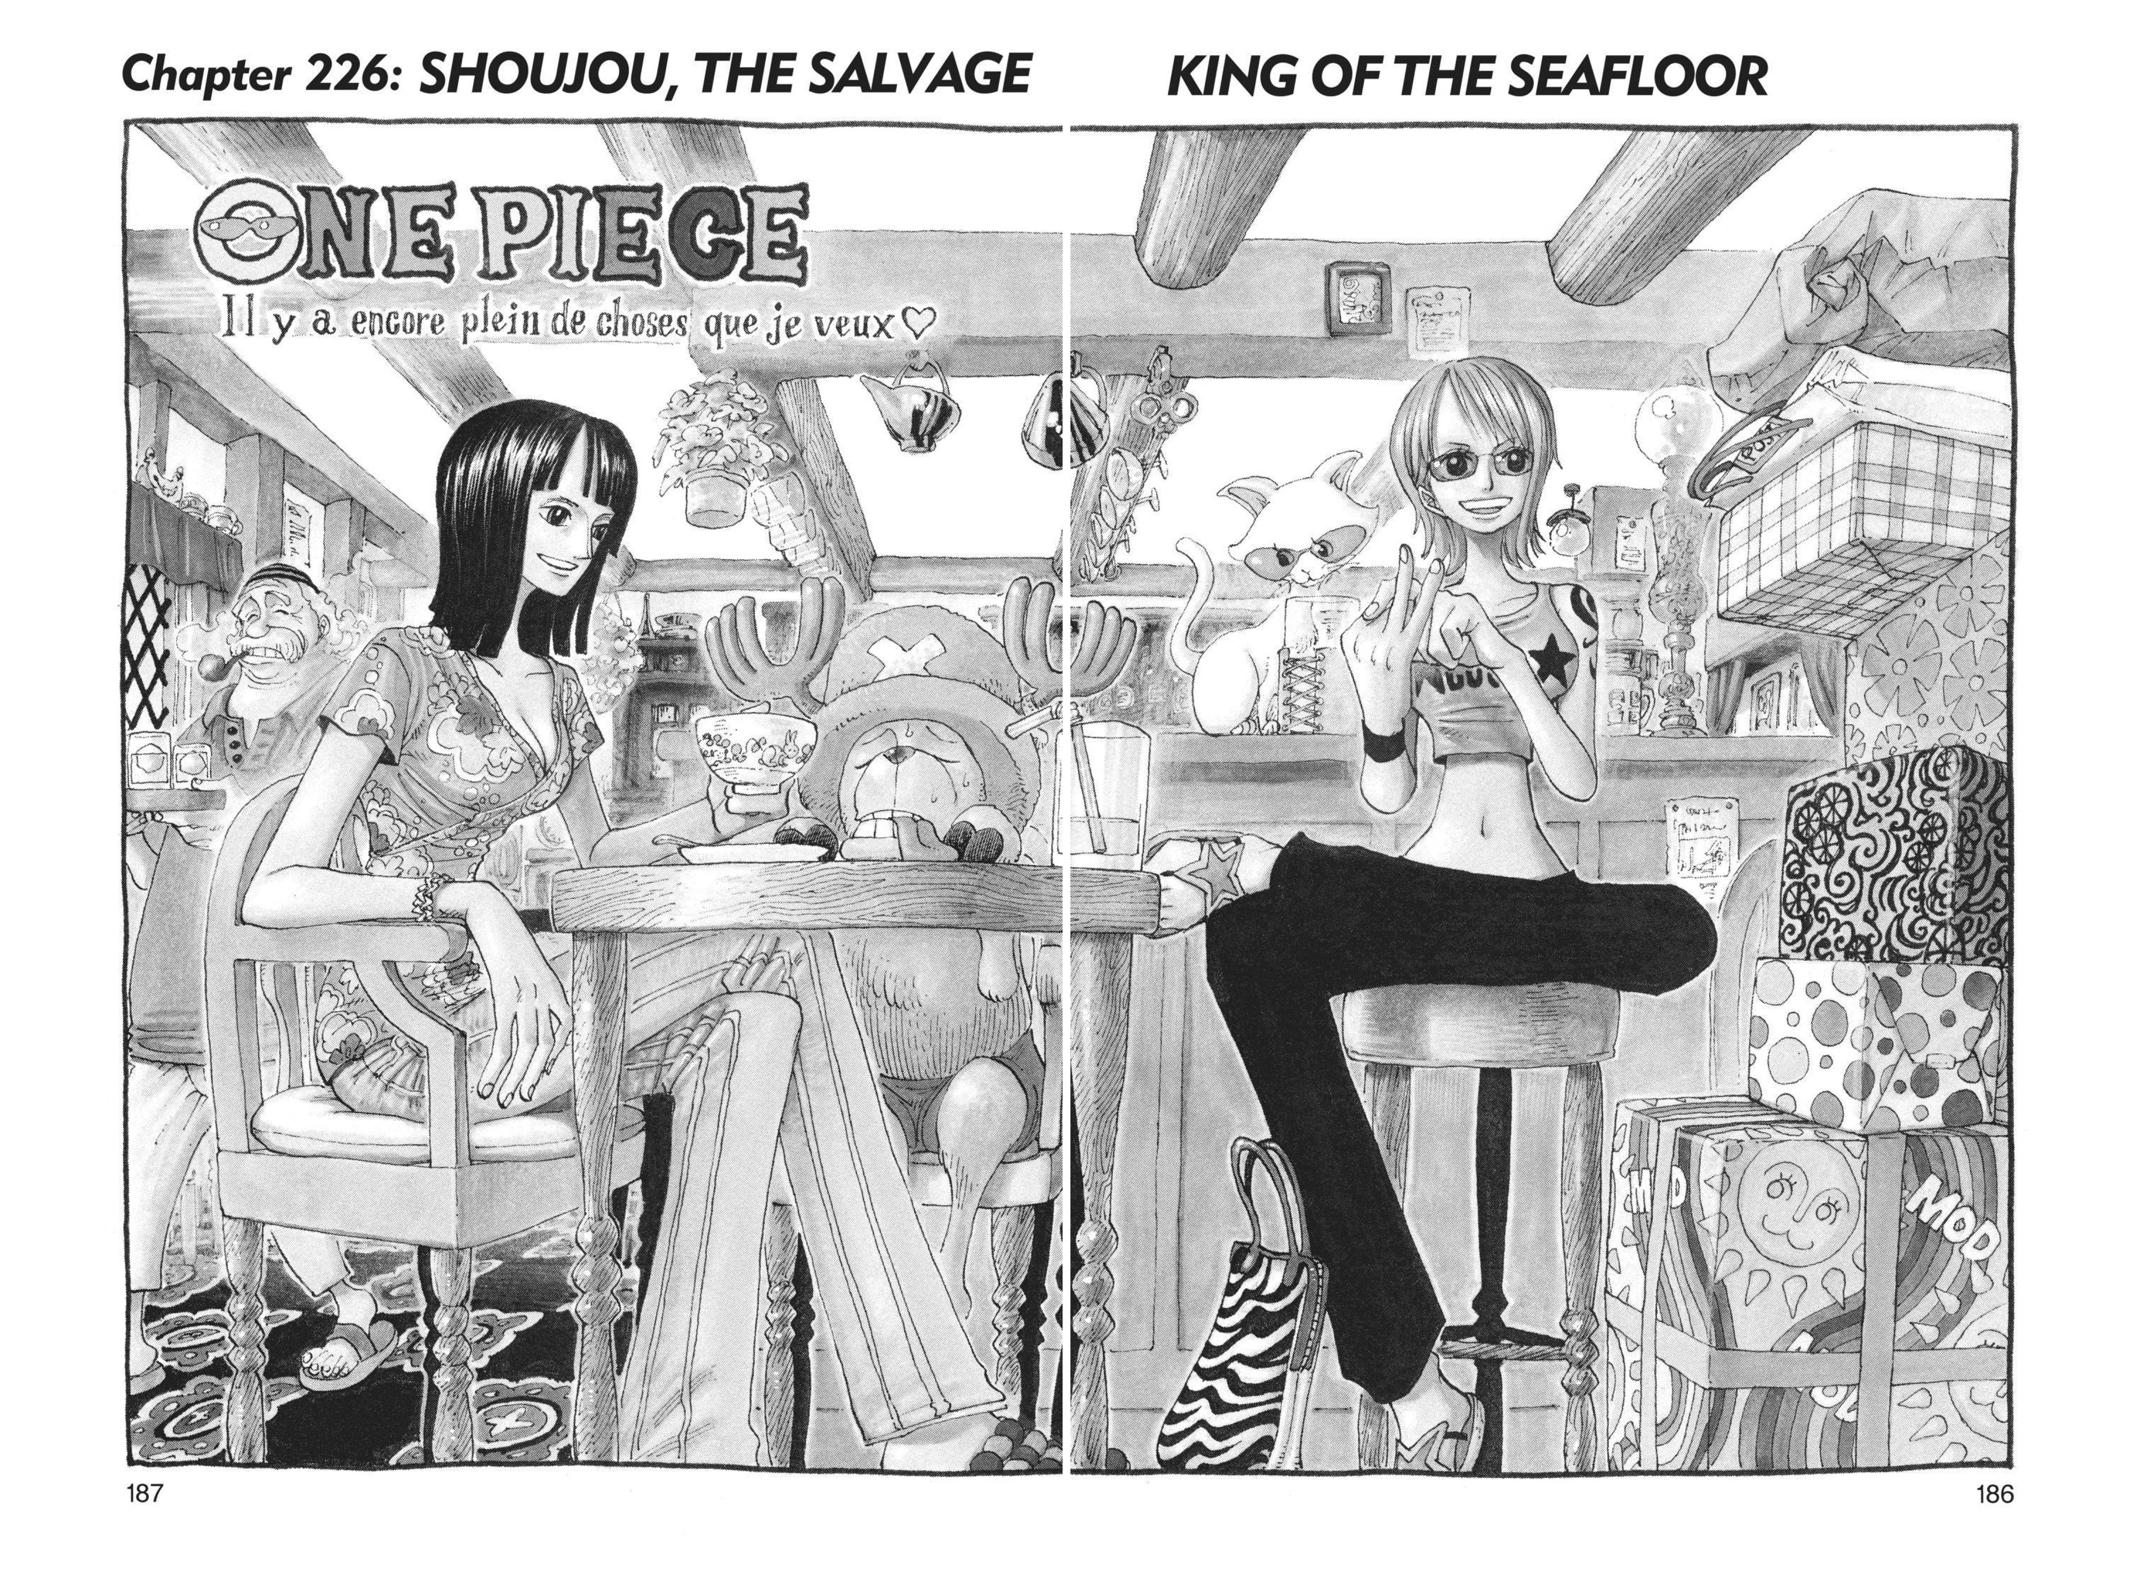 Chapter 226: SHOUJOU, THE SALVAGE KING OF THE SEAFLOOR
ONE PIECE
Il y a encore plein de choses que je veux♡
MOD
MOD
187
186